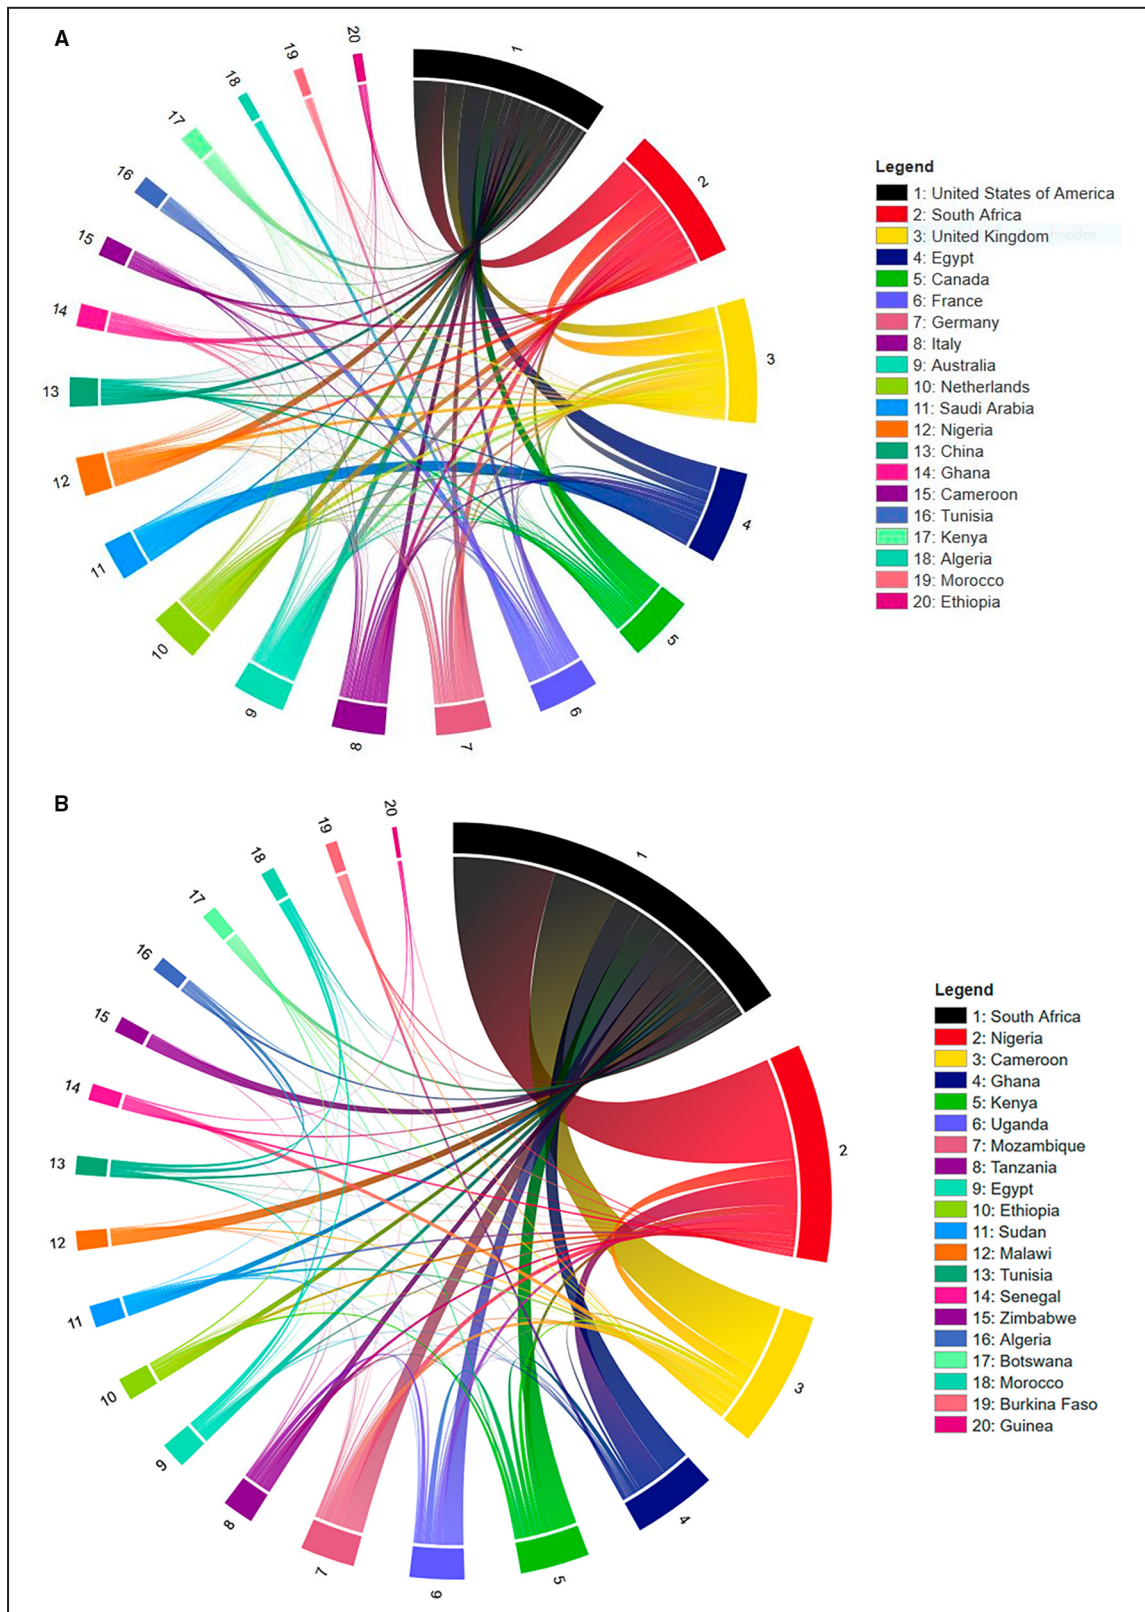 A
1
2
3
4
5
6
7
8
9
10
11
12
13
14
15
16
17
18
19
20
Legend
1: United States of America
2: South Africa
3: United Kingdom
4: Egypt
5: Canada
6: France
7: Germany
8: Italy
9: Australia
10: Netherlands
11: Saudi Arabia
12: Nigeria
13: China
14: Ghana
15: Cameroon
16: Tunisia
17: Kenya
18: Algeria
19: Morocco
20: Ethiopia
B
1
2
3
4
5
6
7
8
9
10
11
12
13
14
15
16
17
18
19
20
Legend
1: South Africa
2: Nigeria
3: Cameroon
4: Ghana
5: Kenya
6: Uganda
7: Mozambique
8: Tanzania
9: Egypt
10: Ethiopia
11: Sudan
12: Malawi
13: Tunisia
14: Senegal
15: Zimbabwe
16: Algeria
17: Botswana
18: Morocco
19: Burkina Faso
20: Guinea